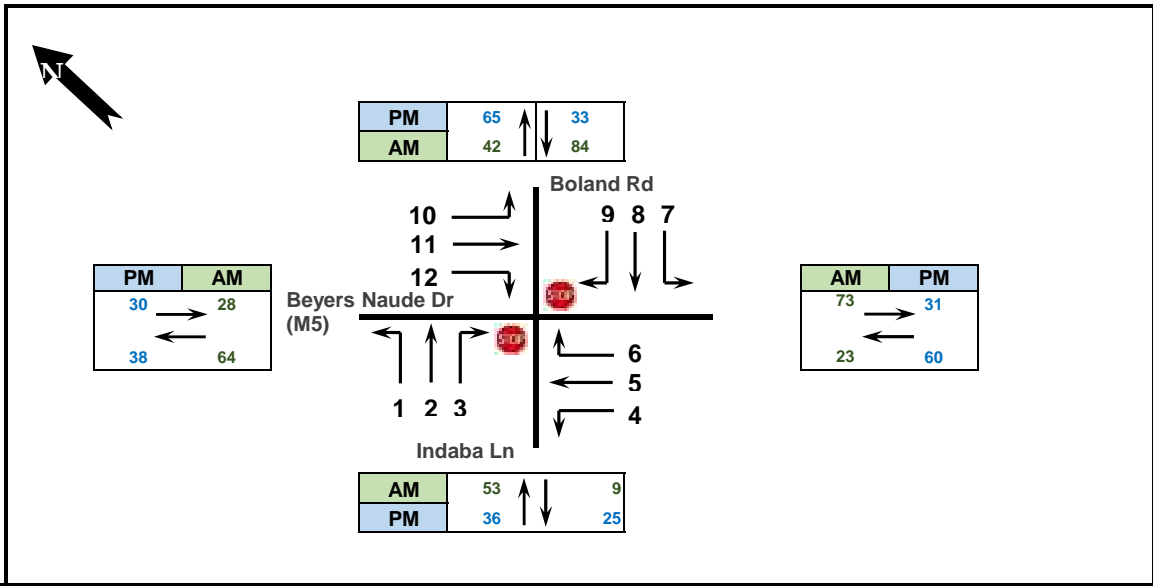 N
PM 65 33
AM 42 84
Boland Rd
10 9 8 7
11
12
PM AM
30 28
38 64
Beyers Naude Dr
(M5)
AM PM
73 31
23 60
6
5
4
1 2 3
Indaba Ln
AM 53 9
PM 36 25